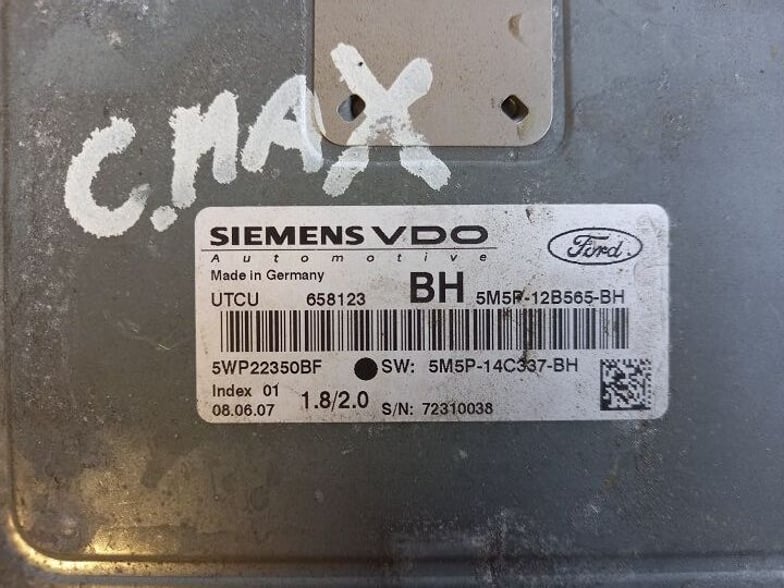 C.MAX
SIEMENS VDO
Automotive
Ford
Made in Germany
UTCU 658123 BH 5M5P-12B565-BH
5WP22350BF SW: 5M5P-14C337-BH
Index 01
08.06.07 1.8/2.0 S/N: 72310038